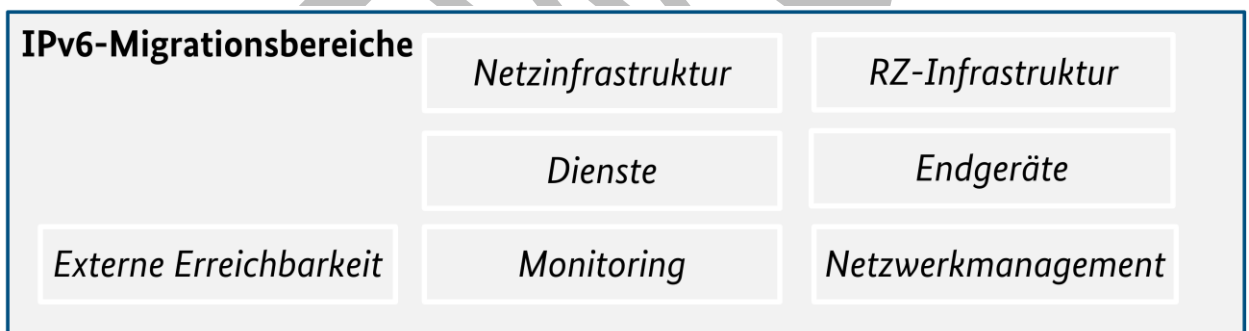 IPv6-Migrationsbereiche
Netzinfrastruktur
RZ-Infrastruktur
Dienste
Endgeräte
Externe Erreichbarkeit
Monitoring
Netzwerkmanagement